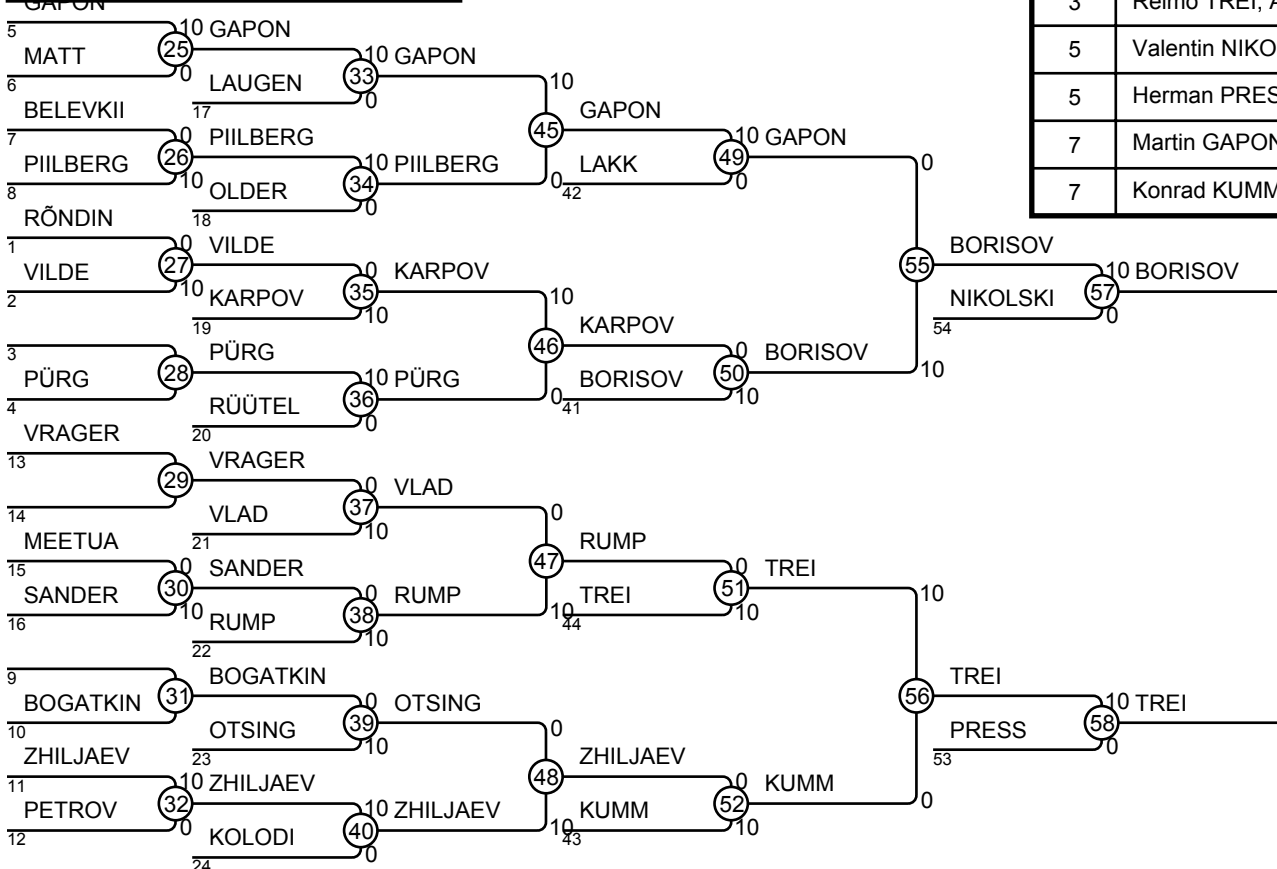 GAPON
3 Reimo TREI, A
5 10 GAPON
MATT 25 10 GAPON 5 Valentin NIKO
6 0 LAUGEN 33 10
17 0 GAPON 5 Herman PRES
BELEVKII
7 0 PIILBERG 45 10 GAPON 7 Martin GAPON
PIILBERG 26 10 PIILBERG LAKK 49
8 10 OLDER 34 0 42 0 0 7 Konrad KUMM
18 0
RÕNDIN
1 0 VILDE BORISOV
VILDE 27 0 KARPOV 55 10 BORISOV
2 10 KARPOV 35 10 NIKOLSKI 57
19 10 KARPOV 54 0
3 PÜRG 46 0 BORISOV
PÜRG 28 10 PÜRG BORISOV 50 10
4 RÜÜTEL 36 0 41 10
20 0
VRAGER
13 VRAGER
29 0 VLAD
14 VLAD 37 0
21 10 RUMP
MEETUA
15 0 SANDER 47 0 TREI
SANDER 30 0 RUMP TREI 51 10
16 10 RUMP 38 10 44 10
22 10
9 BOGATKIN TREI
BOGATKIN 31 0 OTSING 56 10 TREI
10 OTSING 39 0 PRESS 58
23 10 53 0
ZHILJAEV ZHILJAEV
11 10 ZHILJAEV 48 0 KUMM
PETROV 32 10 ZHILJAEV KUMM 52 0
12 0 KOLODI 40 10 43 10
24 0